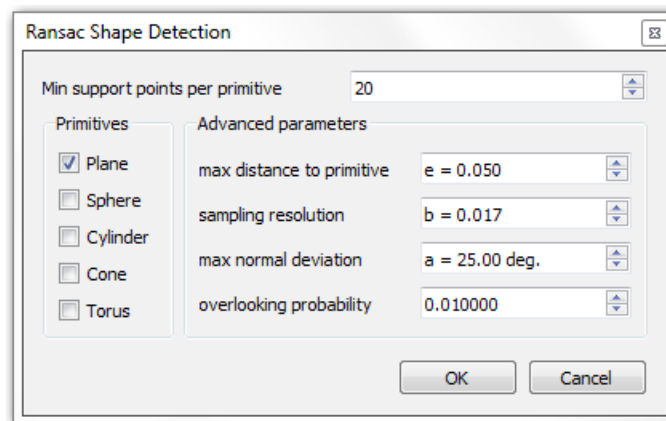 Ransac Shape Detection
Min support points per primitive 20
Primitives
Plane
Sphere
Cylinder
Cone
Torus
Advanced parameters
max distance to primitive e = 0.050
sampling resolution b = 0.017
max normal deviation a = 25.00 deg.
overlooking probability 0.010000
OK Cancel